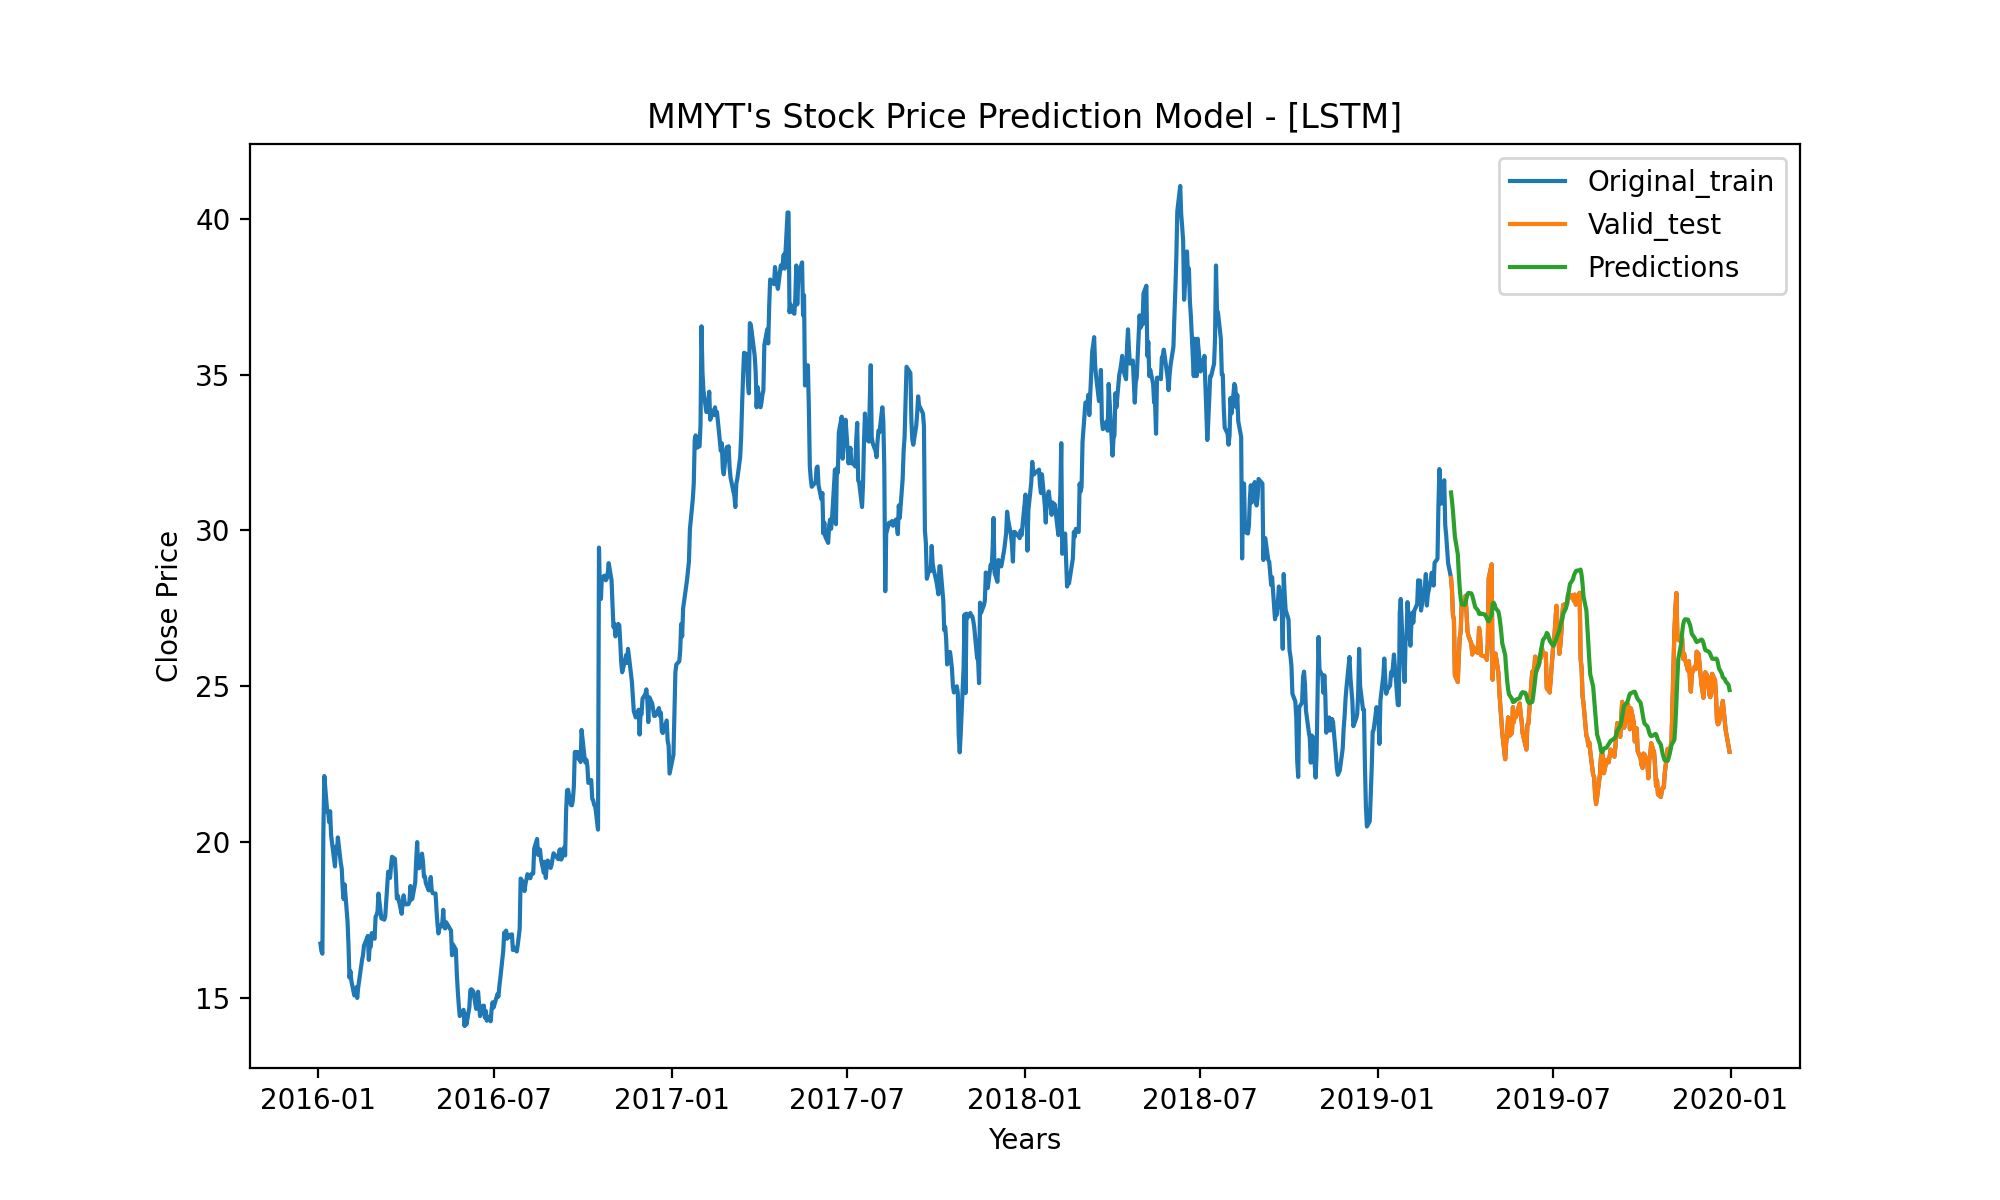 MMYT's Stock Price Prediction Model - [LSTM]
Original_train
Valid_test
Predictions
Close Price
40
35
30
25
20
15
2016-01 2016-07 2017-01 2017-07 2018-01 2018-07 2019-01 2019-07 2020-01
Years